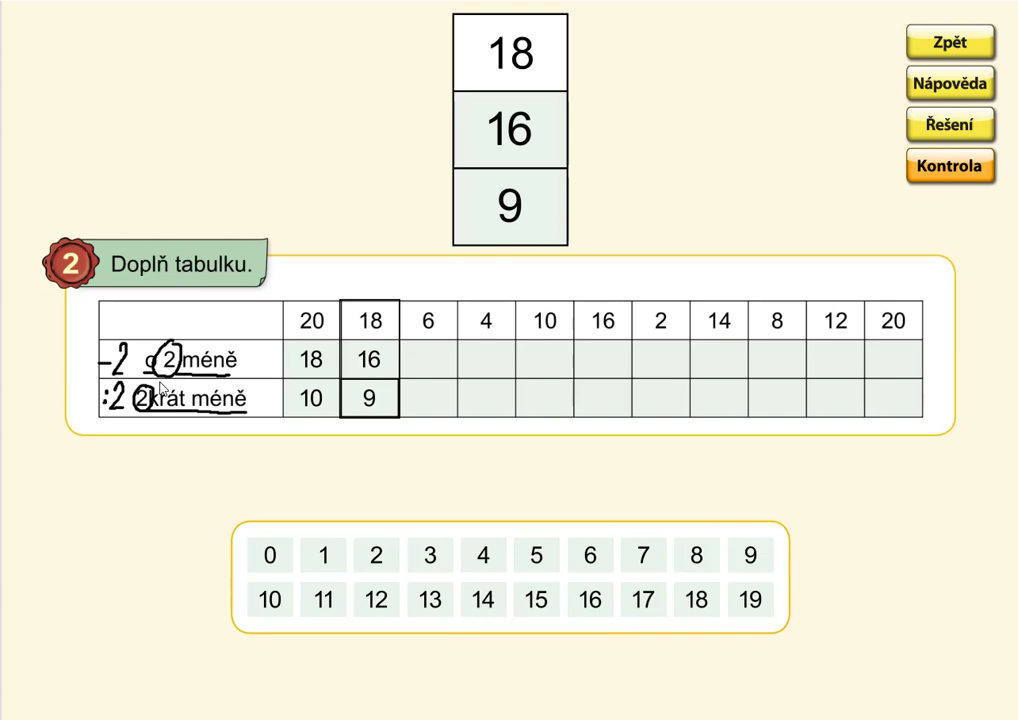 18
16
9
Zpět
Nápověda
Řešení
Kontrola
2 Doplň tabulku.
20 18 6 4 10 16 2 14 8 12 20
-2 o 2 méně 18 16
:2 2krát méně 10 9
0 1 2 3 4 5 6 7 8 9
10 11 12 13 14 15 16 17 18 19